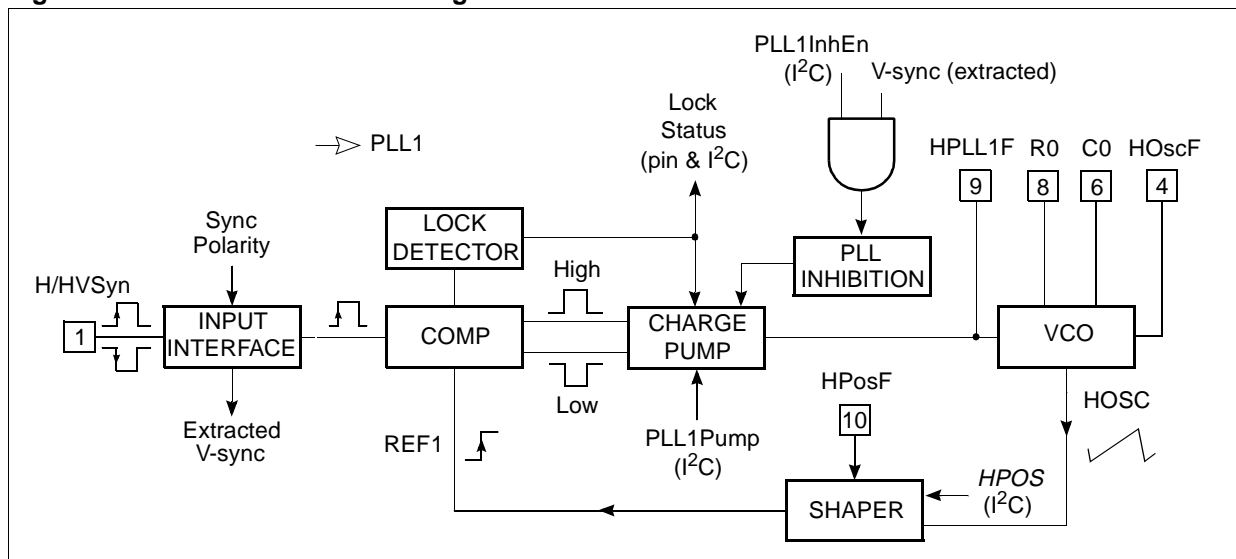 PLL1InhEn
(I²C)
V-sync (extracted)
Lock
Status
(pin & I²C)
PLL1
HPLL1F
R0
C0
HOscF
9
8
6
4
Sync
Polarity
LOCK
DETECTOR
PLL
INHIBITION
H/HVSyn
High
1
INPUT
INTERFACE
COMP
CHARGE
PUMP
VCO
Low
HPosF
HOSC
Extracted
V-sync
REF1
PLL1Pump
(I²C)
10
HPOS
(I²C)
SHAPER